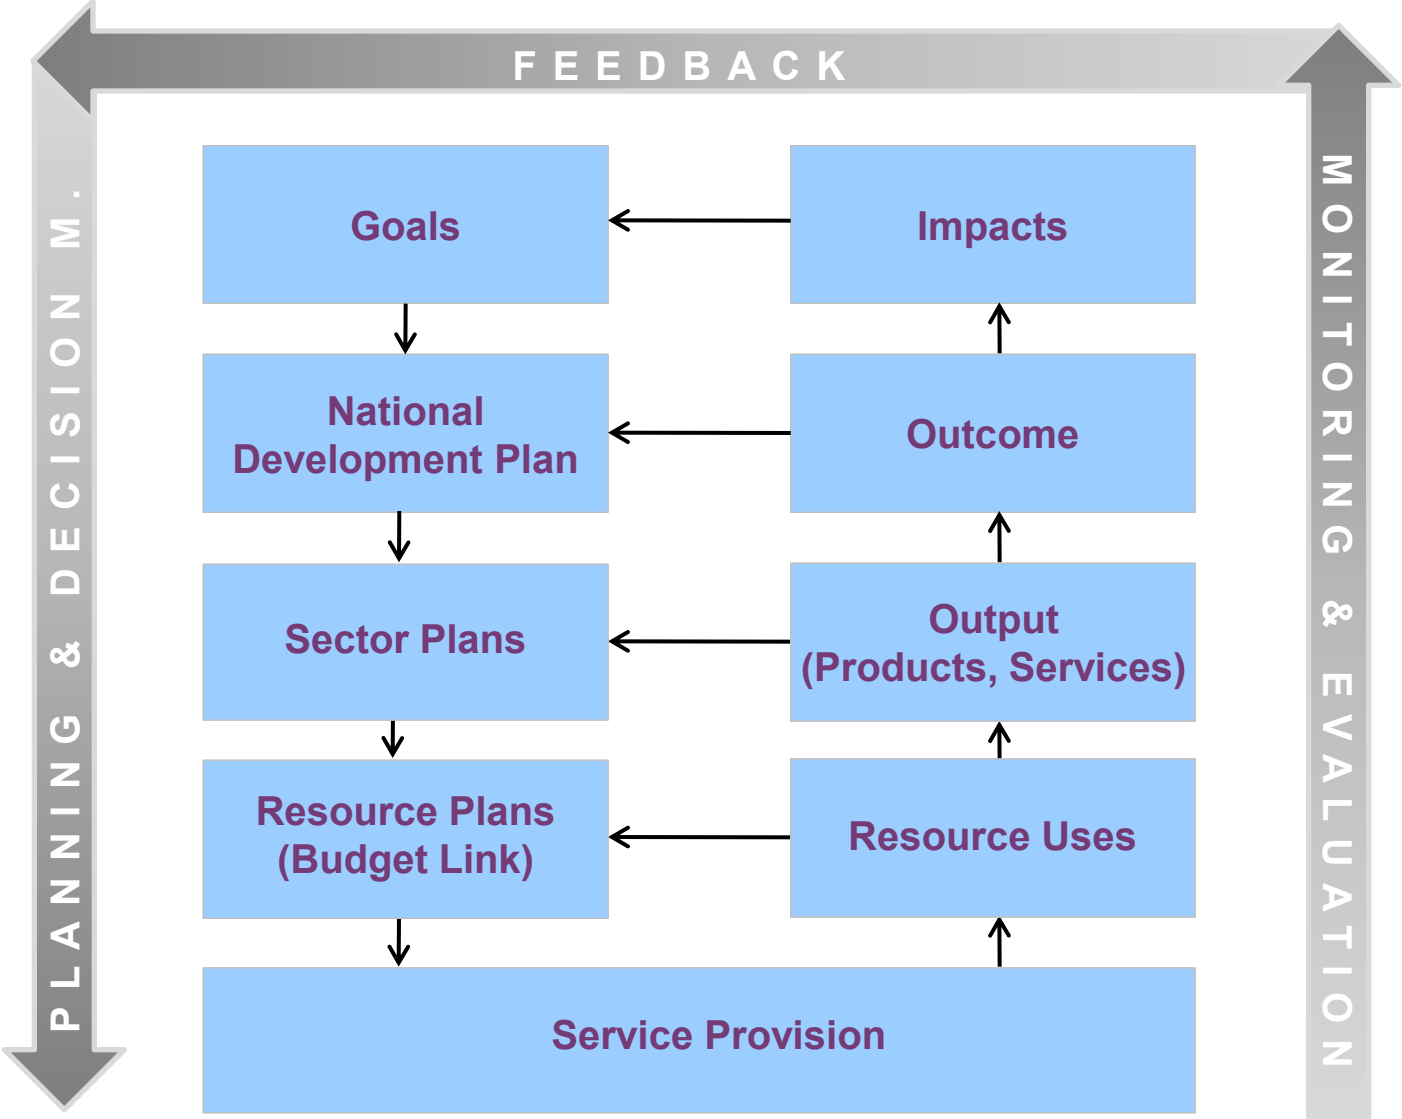 FEEDBACK
PLANNING & DECISION M.
MONITORING & EVALUATION
Goals
Impacts
National
Development Plan
Outcome
Sector Plans
Output
(Products, Services)
Resource Plans
(Budget Link)
Resource Uses
Service Provision